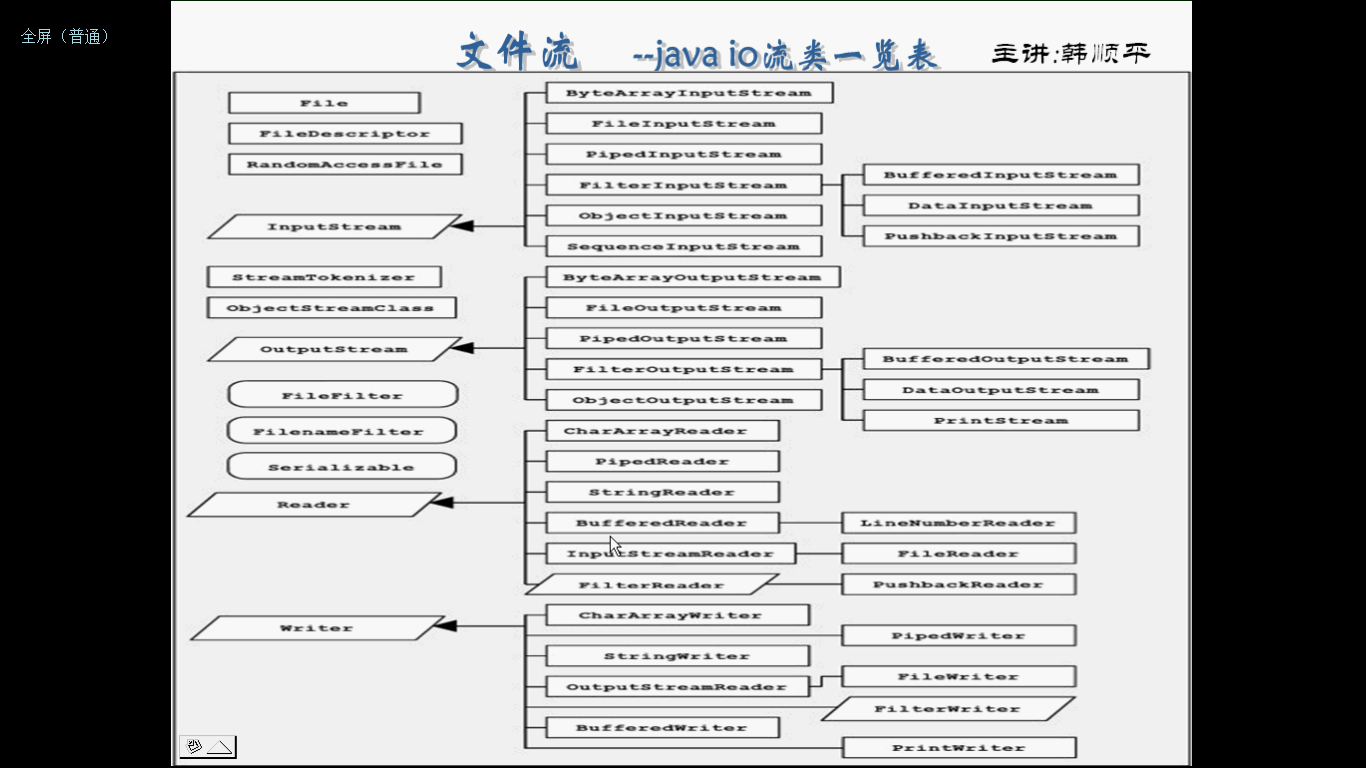 全屏（普通）
文件流 --java io流类一览表 主讲:韩顺平
File
FileDescriptor
RandomAccessFile
InputStream
ByteArrayInputStream
FileInputStream
PipedInputStream
FilterInputStream
ObjectInputStream
SequenceInputStream
BufferedInputStream
DataInputStream
PushbackInputStream
StreamTokenizer
ObjectStreamClass
OutputStream
ByteArrayOutputStream
FileOutputStream
PipedOutputStream
FilterOutputStream
ObjectOutputStream
BufferedOutputStream
DataOutputStream
PrintStream
FileFilter
FilenameFilter
Serializable
Reader
CharArrayReader
PipedReader
StringReader
BufferedReader
InputStreamReader
FilterReader
LineNumberReader
FileReader
PushbackReader
Writer
CharArrayWriter
PipedWriter
StringWriter
OutputStreamReader
FileWriter
FilterWriter
BufferedWriter
PrintWriter